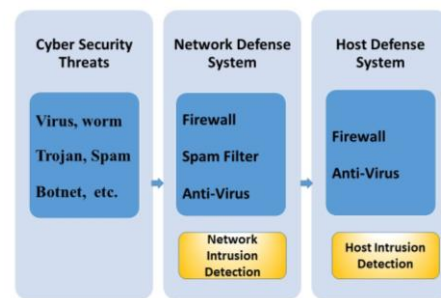 Cyber Security
Threats
Virus, worm
Trojan, Spam
Botnet, etc.
Network Defense
System
Firewall
Spam Filter
Anti-Virus
Network
Intrusion
Detection
Host Defense
System
Firewall
Anti-Virus
Host Intrusion
Detection